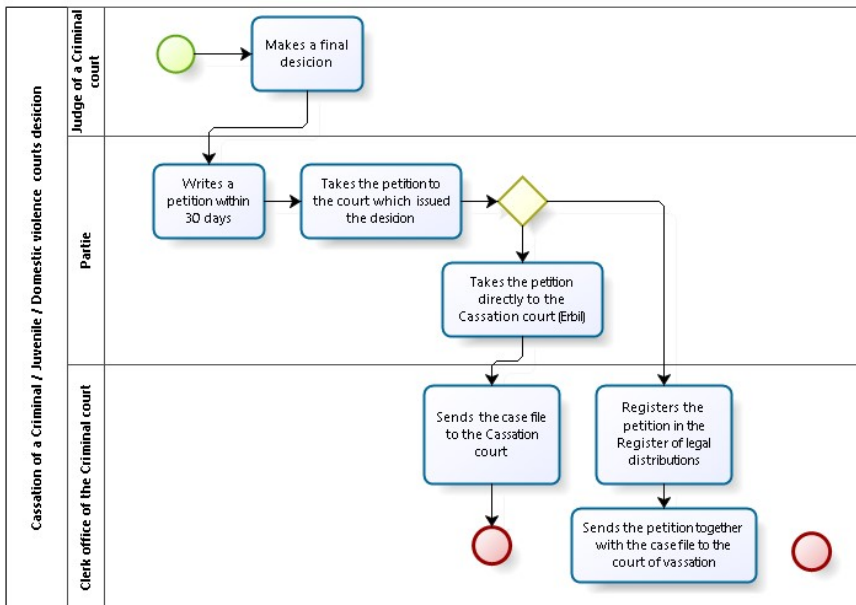 Cassation of a Criminal / Juvenile / Domestic violence courts desicion
Judge of a Criminal
court
Makes a final
desicion
Partie
Writes a
petition within
30 days
Takes the petition to
the court which issued
the desicion
Takes the petition
directly to the
Cassation court (Erbil)
Clerk office of the Criminal court
Sends the case file
to the Cassation
court
Registers the
petition in the
Register of legal
distributions
Sends the petition together
with the case file to the
court of vassation